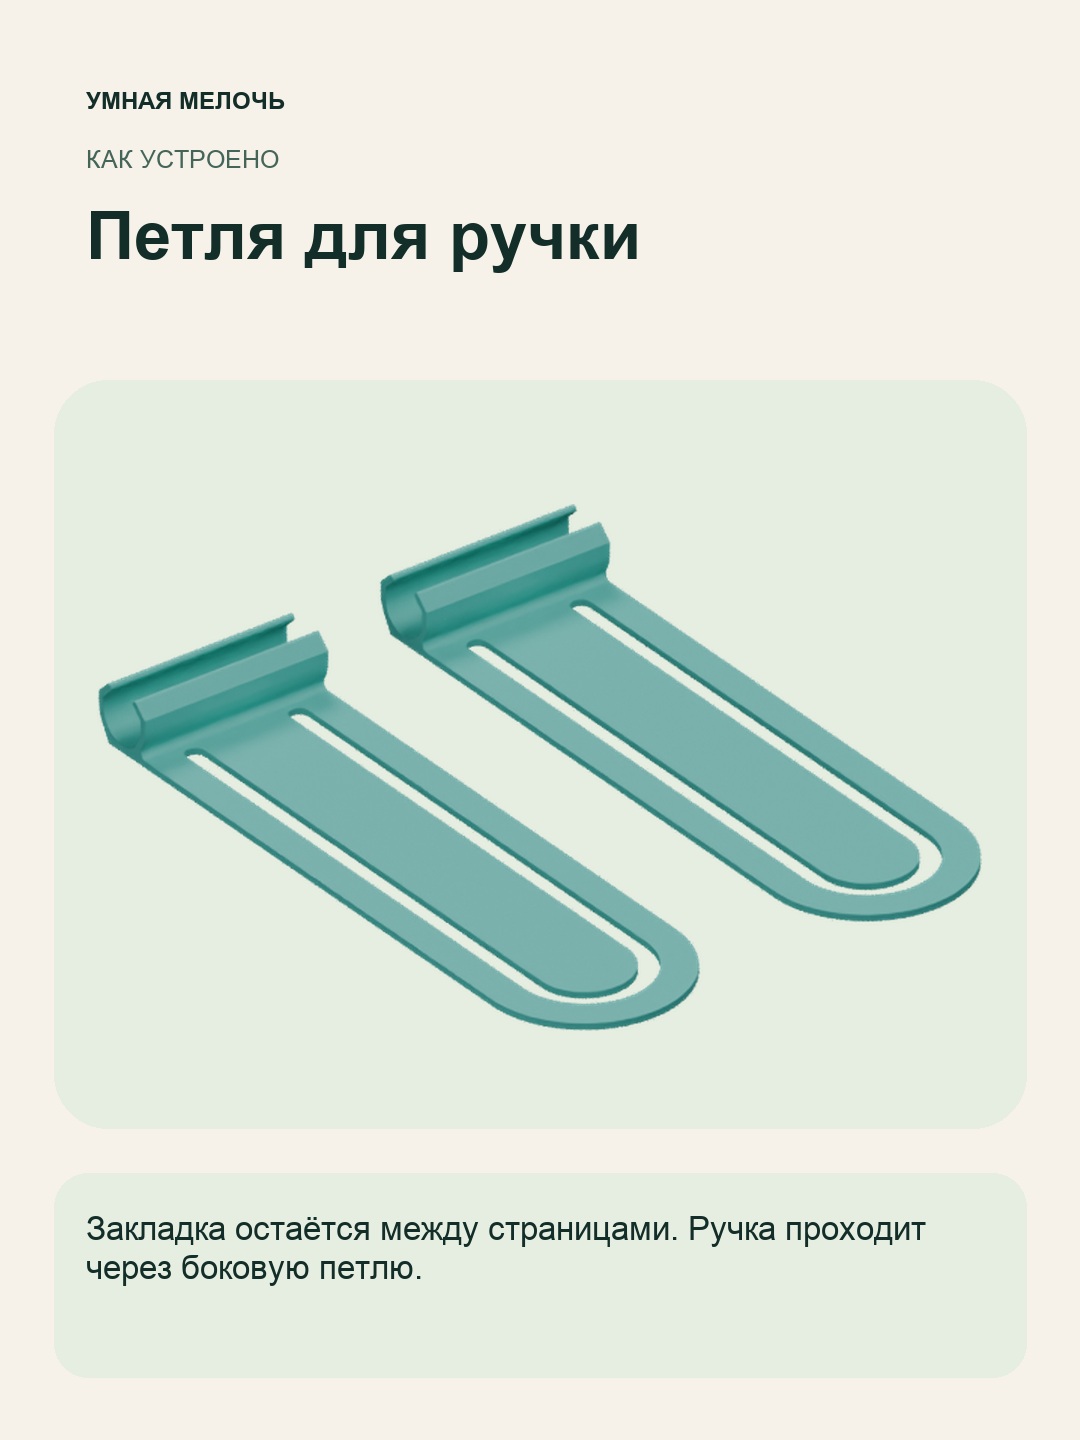 УМНАЯ МЕЛОЧЬ
КАК УСТРОЕНО
Петля для ручки
Закладка остаётся между страницами. Ручка проходит
через боковую петлю.